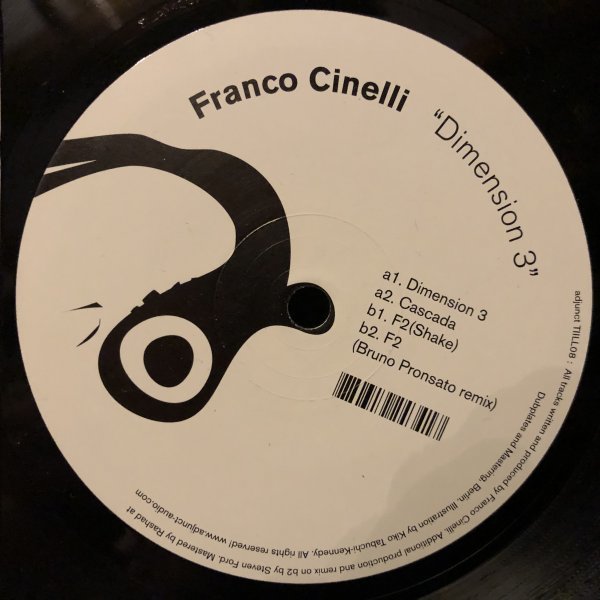 Franco Cinelli
“Dimension 3”
a1. Dimension 3
a2. Cascada
b1. F2(Shake)
b2. F2
(Bruno Pronsato remix)
adjunct TIILL08 : All tracks written and produced by Franco Cinelli. Additional production and remix on b2 by Steven Ford. Mastered by Rashad at
Dubplates and Mastering, Berlin. Illustration by Kiko Tabuchi-Kennedy. All rights reserved! www.adjunct-audio.com